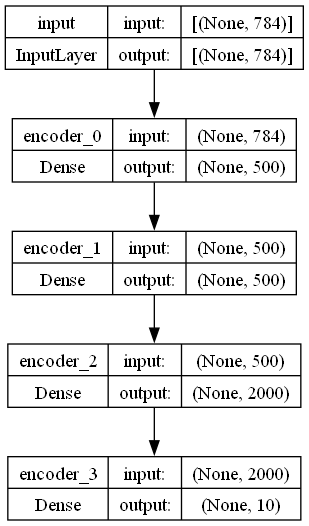 input input: [(None, 784)]
InputLayer output: [(None, 784)]
encoder_0 input: (None, 784)
Dense output: (None, 500)
encoder_1 input: (None, 500)
Dense output: (None, 500)
encoder_2 input: (None, 500)
Dense output: (None, 2000)
encoder_3 input: (None, 2000)
Dense output: (None, 10)